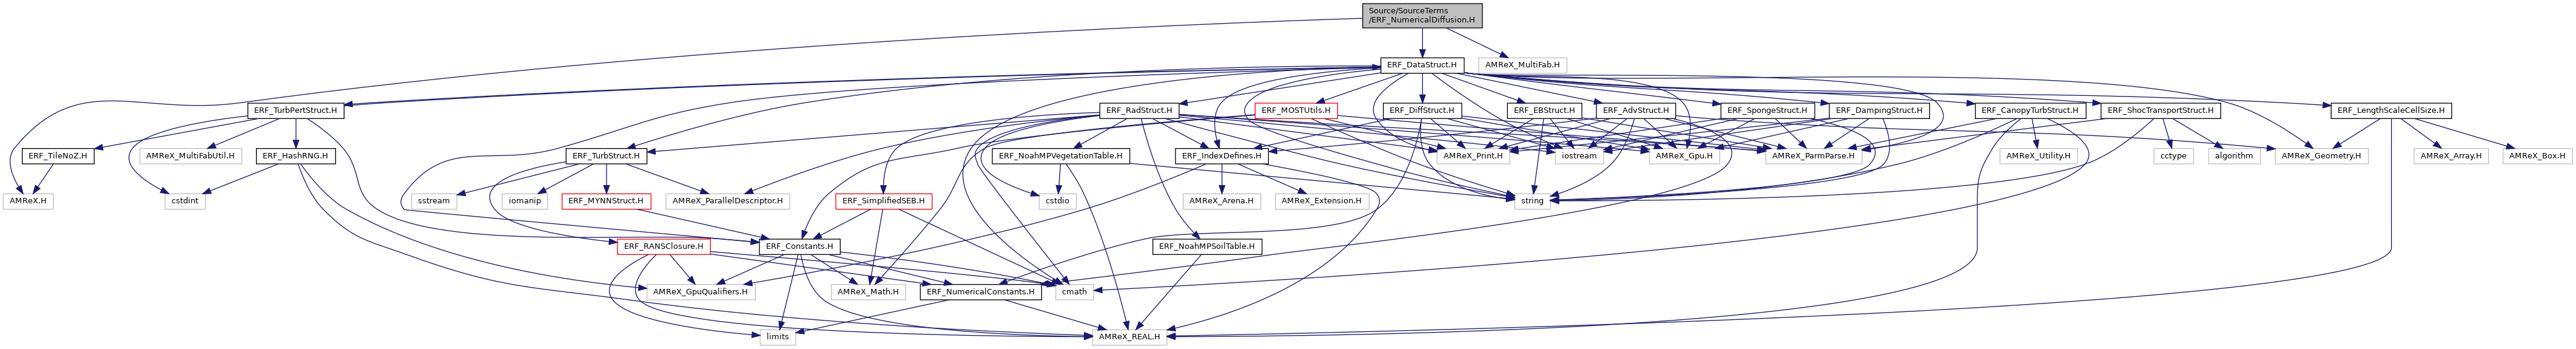 Source/SourceTerms
/ERF_NumericalDiffusion.H
ERF_DataStruct.H
AMReX_MultiFab.H
ERF_TurbPertStruct.H
ERF_RadStruct.H
ERF_MOSTUtils.H
ERF_DiffStruct.H
ERF_EBStruct.H
ERF_AdvStruct.H
ERF_SpongeStruct.H
ERF_DampingStruct.H
ERF_CanopyTurbStruct.H
ERF_ShocTransportStruct.H
ERF_LengthScaleCellSize.H
ERF_TileNoZ.H
AMReX_MultiFabUtil.H
ERF_HashRNG.H
ERF_TurbStruct.H
ERF_NoahMPVegetationTable.H
ERF_IndexDefines.H
AMReX_Print.H
iostream
AMReX_Gpu.H
AMReX_ParmParse.H
AMReX_Utility.H
cctype
algorithm
AMReX_Geometry.H
AMReX_Array.H
AMReX_Box.H
AMReX.H
cstdint
sstream
iomanip
ERF_MYNNStruct.H
AMReX_ParallelDescriptor.H
ERF_SimplifiedSEB.H
cstdio
AMReX_Arena.H
AMReX_Extension.H
string
ERF_RANSClosure.H
ERF_Constants.H
ERF_NoahMPSoilTable.H
AMReX_GpuQualifiers.H
AMReX_Math.H
ERF_NumericalConstants.H
cmath
limits
AMReX_REAL.H